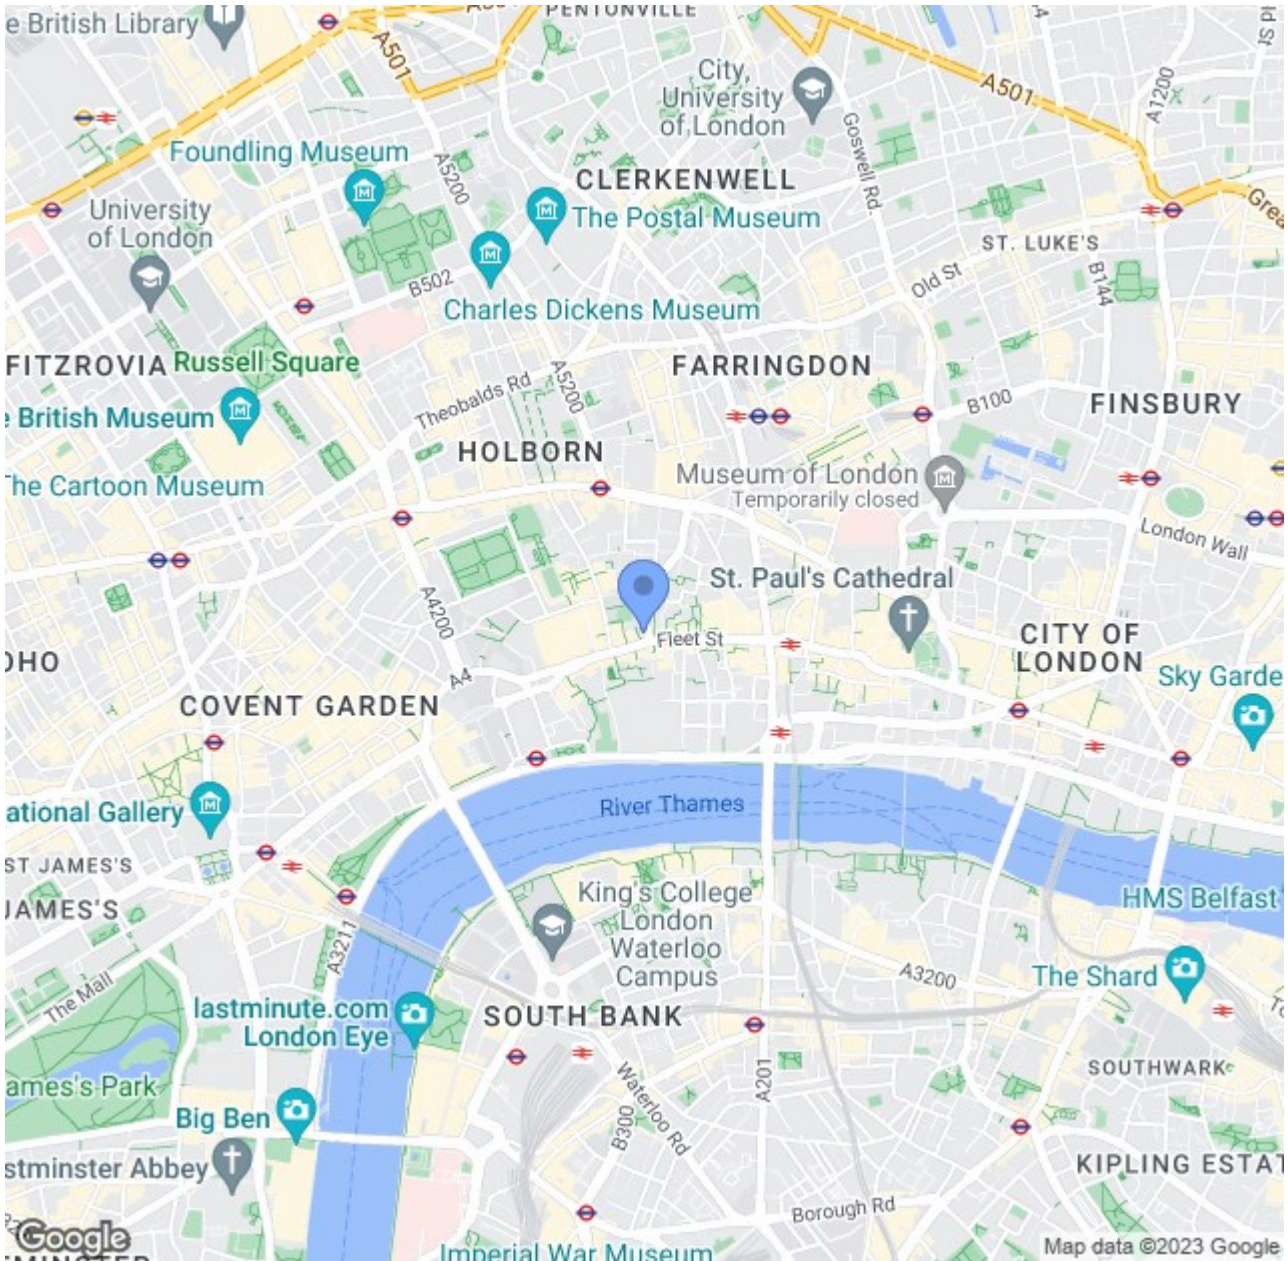 e British Library
A501
A501
PENTONVILLE
City,
University
of London
A501
A1200
Goswell Rd.
Foundling Museum
A5200
CLERKENWELL
The Postal Museum
University
of London
Grea
ST. LUKE'S
B502
Old St
B144
Charles Dickens Museum
FITZROVIA
Russell Square
A5200
FARRINGDON
Theobalds Rd
B100
FINSBURY
e British Museum
HOLBORN
The Cartoon Museum
Museum of London
Temporarily closed
London Wall
A4200
St. Paul's Cathedral
Fleet St
CITY OF
LONDON
OHO
A4
Sky Garde
COVENT GARDEN
River Thames
ational Gallery
ST JAMES'S
JAMES'S
King's College
London
Waterloo
Campus
HMS Belfast
A3211
A3200
The Shard
The Mall
lastminute.com
London Eye
SOUTH BANK
To
SOUTHWARK
ames's Park
Waterloo Rd
A201
Big Ben
B300
stminster Abbey
KIPLING ESTAT
Borough Rd
Google
Imperial War Museum
Map data ©2023 Google